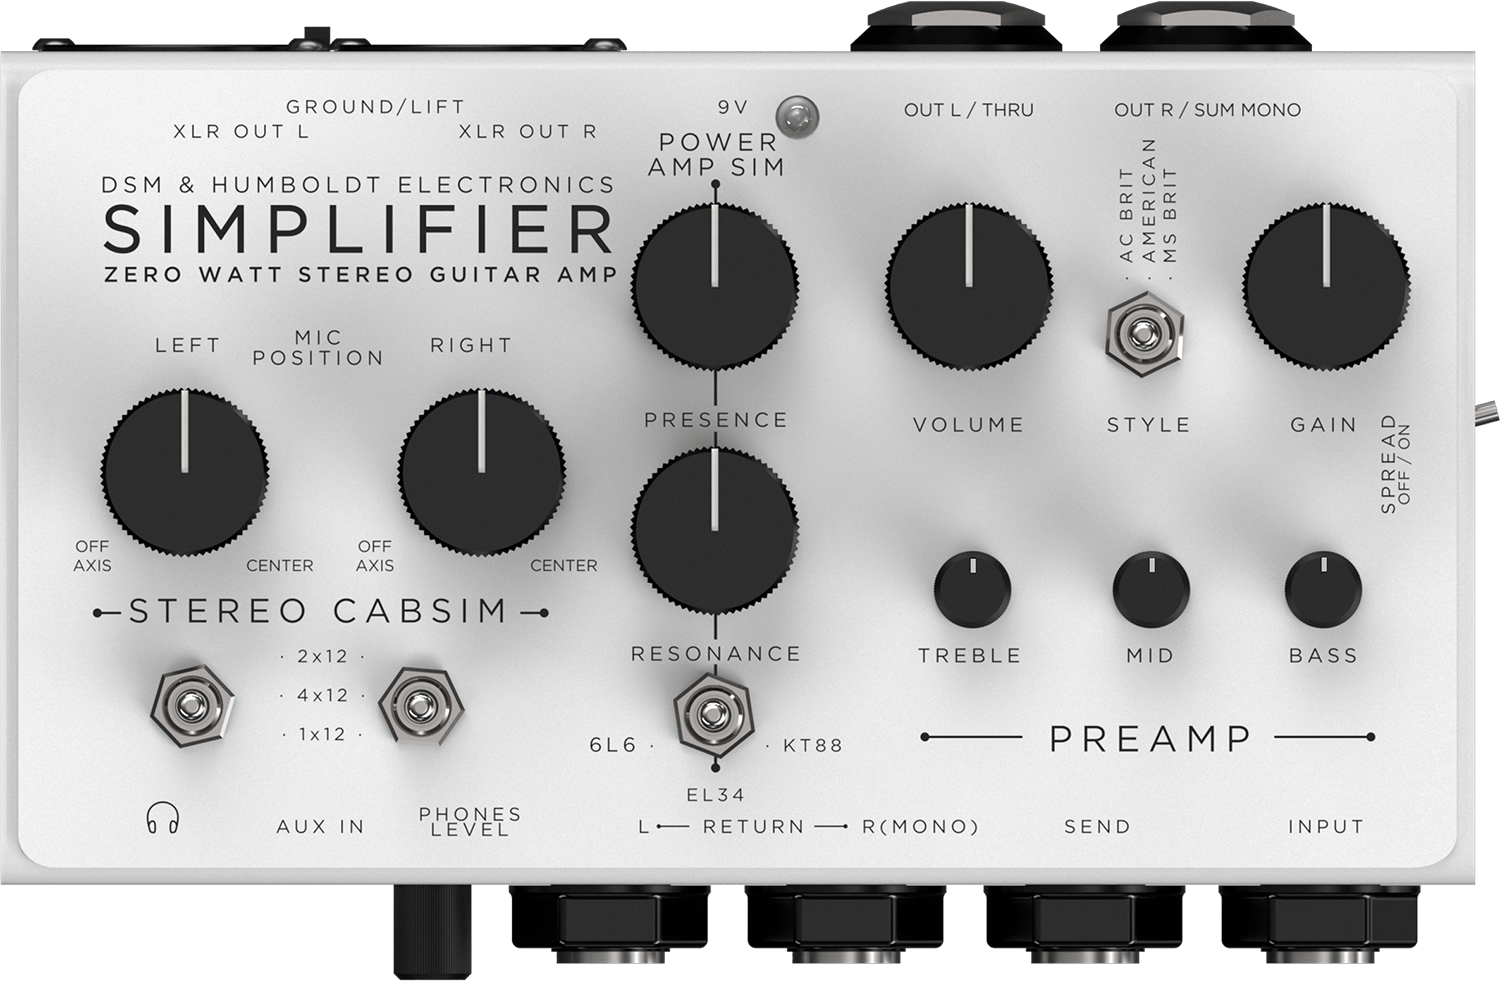 GROUND/LIFT
XLR OUT L
XLR OUT R
9V
OUT L / THRU
OUT R / SUM MONO
POWER
AMP SIM
DSM & HUMBOLDT ELECTRONICS
SIMPLIFIER
ZERO WATT STEREO GUITAR AMP
· AC BRIT
· AMERICAN
· MS BRIT
LEFT
MIC
POSITION
RIGHT
PRESENCE
VOLUME
STYLE
GAIN
SPREAD
OFF / ON
OFF
AXIS
CENTER
OFF
AXIS
CENTER
STEREO CABSIM
RESONANCE
TREBLE
MID
BASS
· 2x12 ·
· 4x12 ·
· 1x12 ·
6L6 ·
· KT88
EL34
PREAMP
AUX IN
PHONES
LEVEL
L RETURN R(MONO)
SEND
INPUT